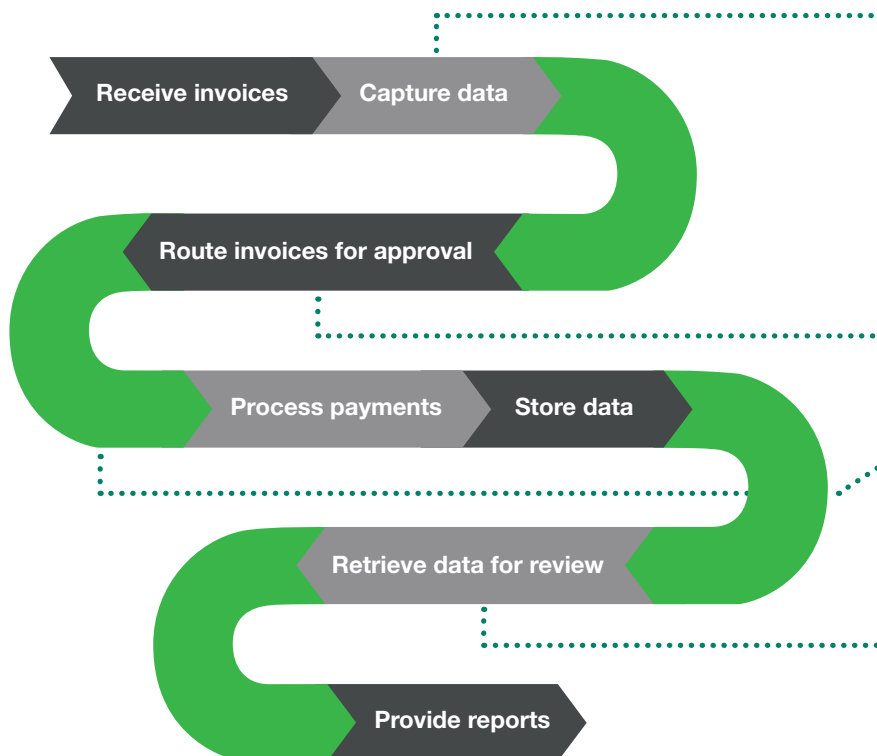 Receive invoices
Capture data
Route invoices for approval
Process payments
Store data
Retrieve data for review
Provide reports